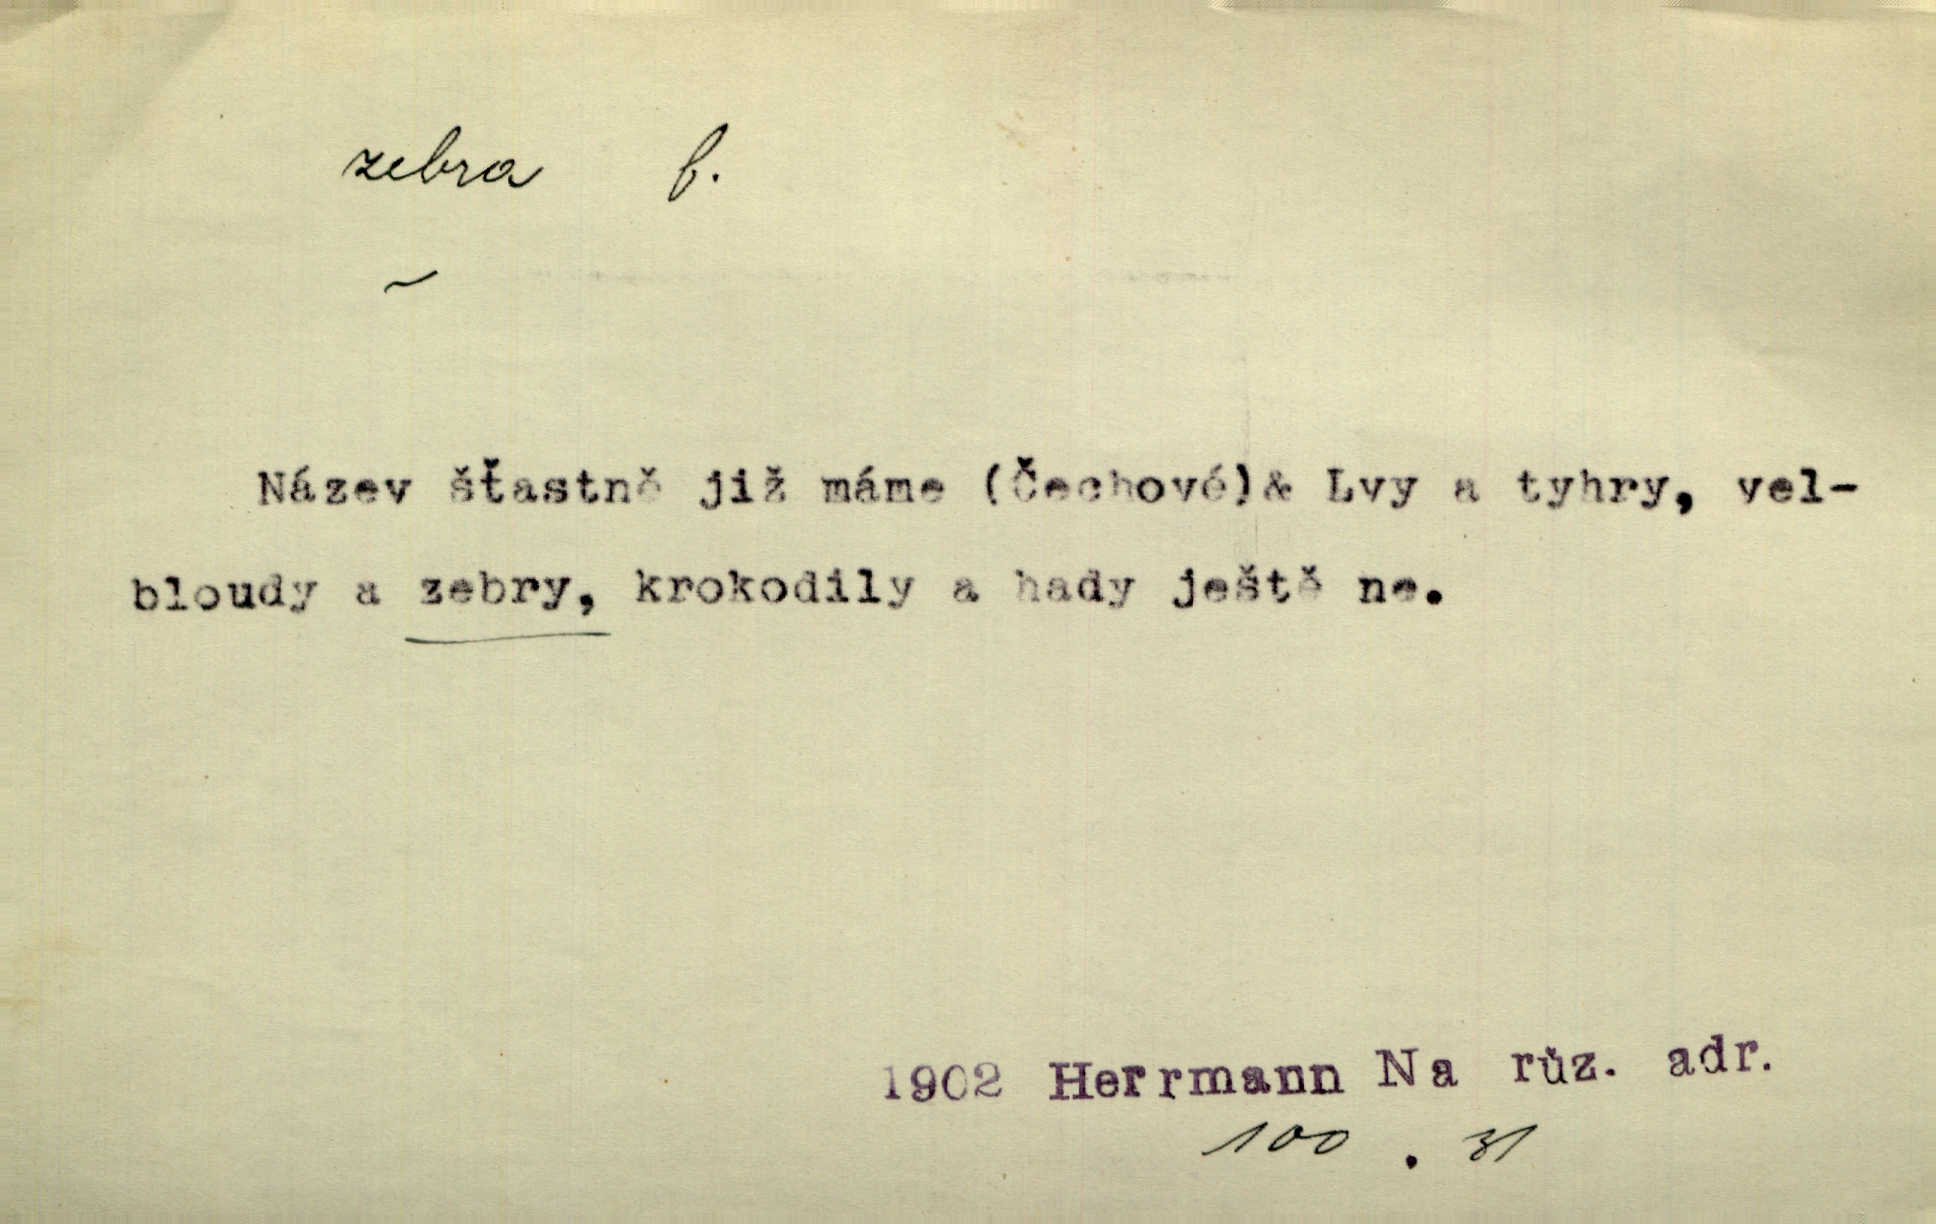 zebra f.
~
Název šťastně již máme (Čechové)& Lvy a tyhry, vel-
bloudy a zebry, krokodily a hady ještě ne.
1902 Herrmann Na růz. adr.
100 . 31